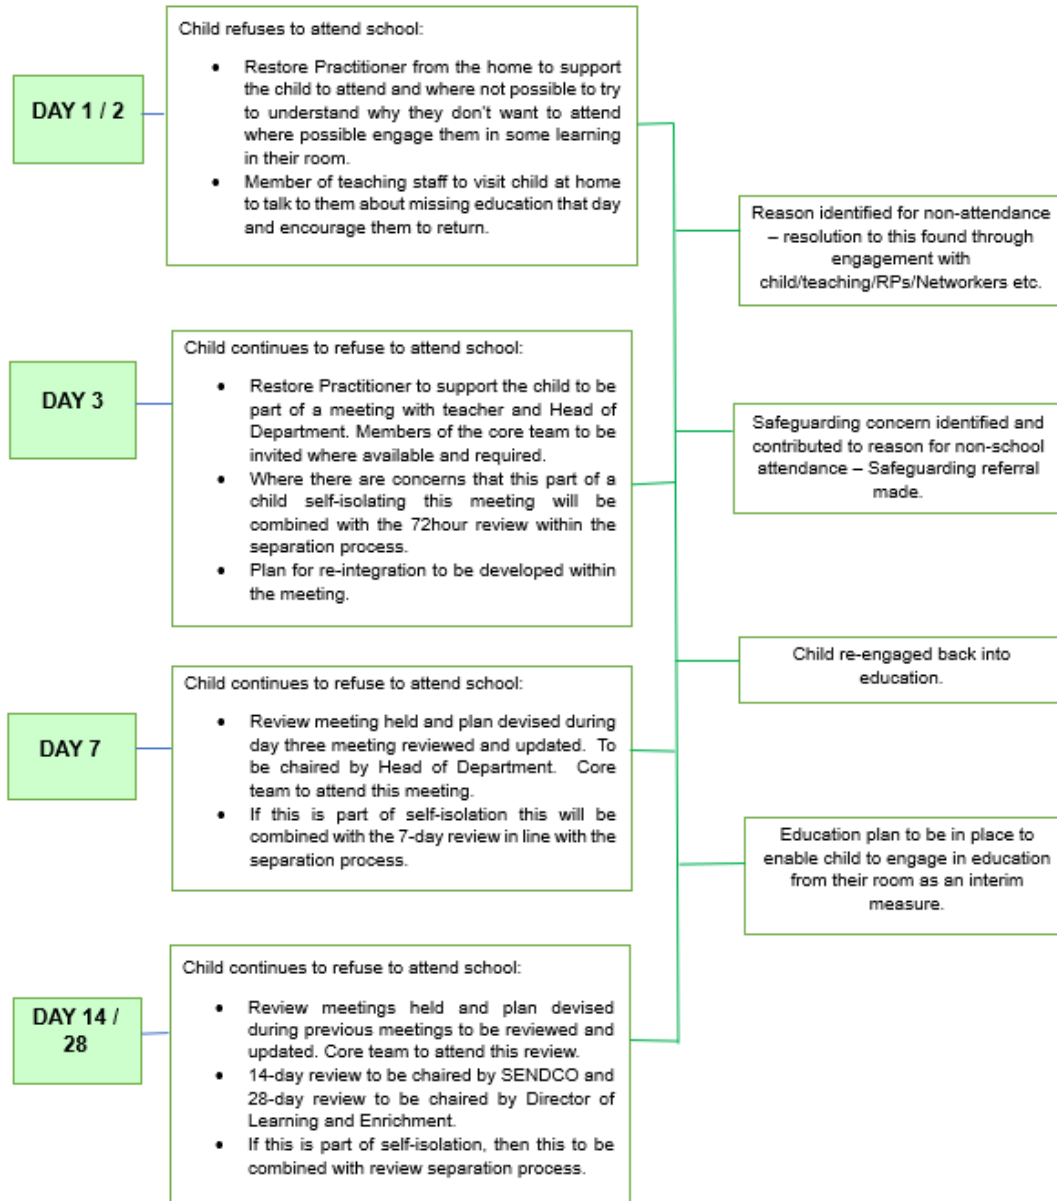 DAY 1 / 2
Child refuses to attend school:
• Restore Practitioner from the home to support
the child to attend and where not possible to try
to understand why they don't want to attend
where possible engage them in some learning
in their room.
• Member of teaching staff to visit child at home
to talk to them about missing education that day
and encourage them to return.
DAY 3
Child continues to refuse to attend school:
• Restore Practitioner to support the child to be
part of a meeting with teacher and Head of
Department. Members of the core team to be
invited where available and required.
• Where there are concerns that this part of a
child self-isolating this meeting will be
combined with the 72hour review within the
separation process.
• Plan for re-integration to be developed within
the meeting.
DAY 7
Child continues to refuse to attend school:
• Review meeting held and plan devised during
day three meeting reviewed and updated. To
be chaired by Head of Department. Core
team to attend this meeting.
• If this is part of self-isolation this will be
combined with the 7-day review in line with the
separation process.
DAY 14 /
28
Child continues to refuse to attend school:
• Review meetings held and plan devised
during previous meetings to be reviewed and
updated. Core team to attend this review.
• 14-day review to be chaired by SENDCO and
28-day review to be chaired by Director of
Learning and Enrichment.
• If this is part of self-isolation, then this to be
combined with review separation process.
Reason identified for non-attendance
– resolution to this found through
engagement with
child/teaching/RPs/Networkers etc.
Safeguarding concern identified and
contributed to reason for non-school
attendance – Safeguarding referral
made.
Child re-engaged back into
education.
Education plan to be in place to
enable child to engage in education
from their room as an interim
measure.